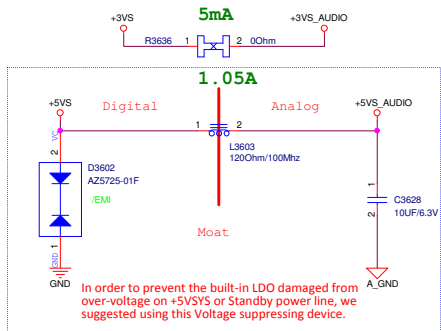 5mA
+3VS
+3VS_AUDIO
R3636 1 2 0Ohm
1.05A
+5VS
Digital
Analog
+5VS_AUDIO
VC
2
1
2
L3603
120Ohm/100Mhz
D3602
AZ5725-01F
/EMI
1
C3628
10UF/6.3V
2
Moat
1
GND
GND
A_GND
In order to prevent the built-in LDO damaged from
over-voltage on +5VSYS or Standby power line, we
suggested using this Voltage suppressing device.